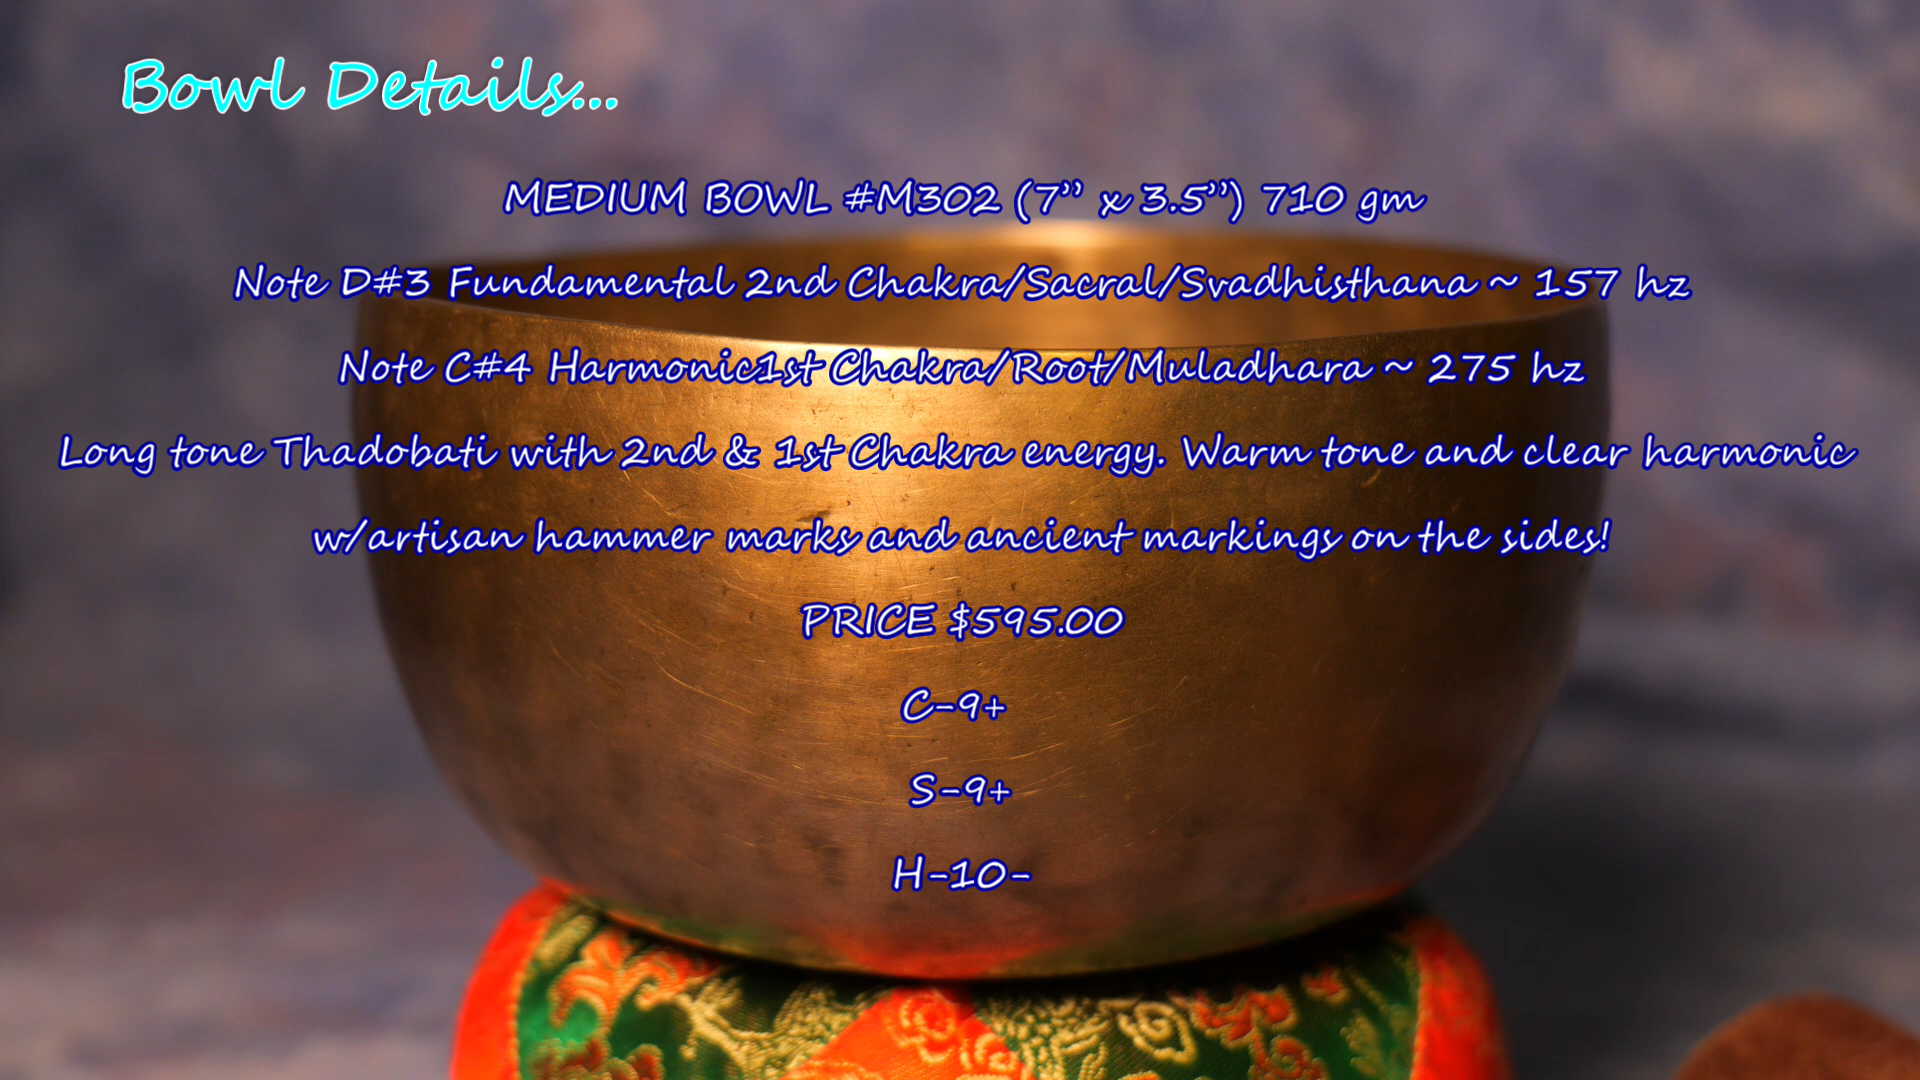 Bowl Details...
MEDIUM BOWL #M302 (7” x 3.5”) 710 gm
Note D#3 Fundamental 2nd Chakra/Sacral/Svadhisthana ~ 157 hz
Note C#4 Harmonic1st Chakra/Root/Muladhara ~ 275 hz
Long tone Thadobati with 2nd & 1st Chakra energy. Warm tone and clear harmonic
w/artisan hammer marks and ancient markings on the sides!
PRICE $595.00
C-9+
S-9+
H-10-